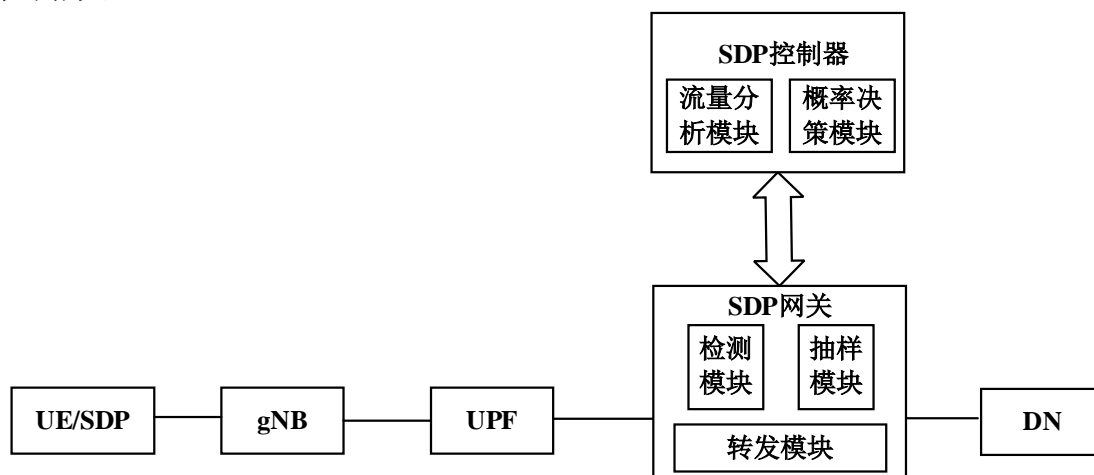 SDP控制器
流量分
析模块
概率决
策模块
SDP网关
检测
模块
抽样
模块
转发模块
UE/SDP
gNB
UPF
DN